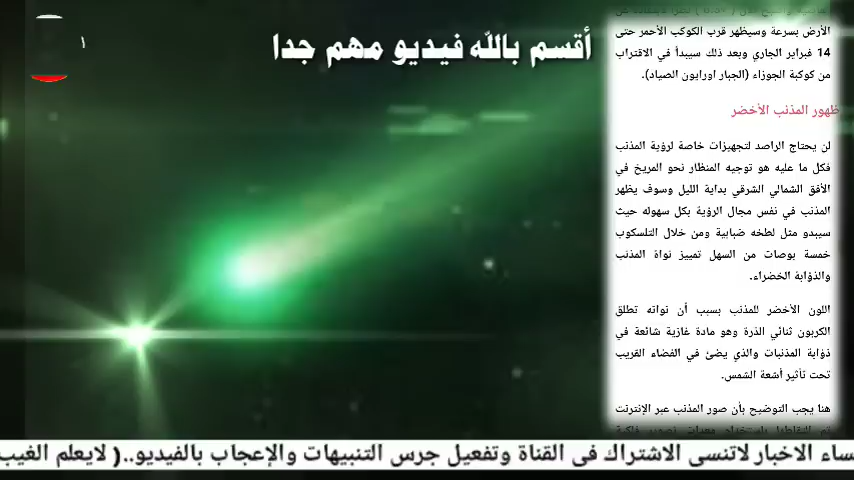 ١
أقسم بالله فيديو مهم جدا
الأرض بسرعة وسيظهر قرب الكوكب الأحمر حتى
14 فبراير الجاري وبعد ذلك سيبدأ في الاقتراب
من كوكبة الجوزاء (الجبار اورايون الصياد).
ظهور المذنب الأخضر
لن يحتاج الراصد لتجهيزات خاصة لرؤية المذنب
فكل ما عليه هو توجيه المنظار نحو المريخ في
الأفق الشمالي الشرقي بداية الليل وسوف يظهر
المذنب في نفس مجال الرؤية بكل سهوله حيث
سيبدو مثل لطخه ضبابية ومن خلال التلسكوب
خمسة بوصات من السهل تمييز نواة المذنب
والذؤابة الخضراء.
اللون الأخضر للمذنب بسبب أن نواته تطلق
الكربون ثنائي الذرة وهو مادة غازية شائعة في
ذؤابة المذنبات والذي يضئ في الفضاء القريب
تحت تأثير أشعة الشمس.
هنا يجب التوضيح بأن صور المذنب عبر الإنترنت
ساء الاخبار لاتنسى الاشتراك فى القناة وتفعيل جرس التنبيهات والإعجاب بالفيديو..( لايعلم الغيب